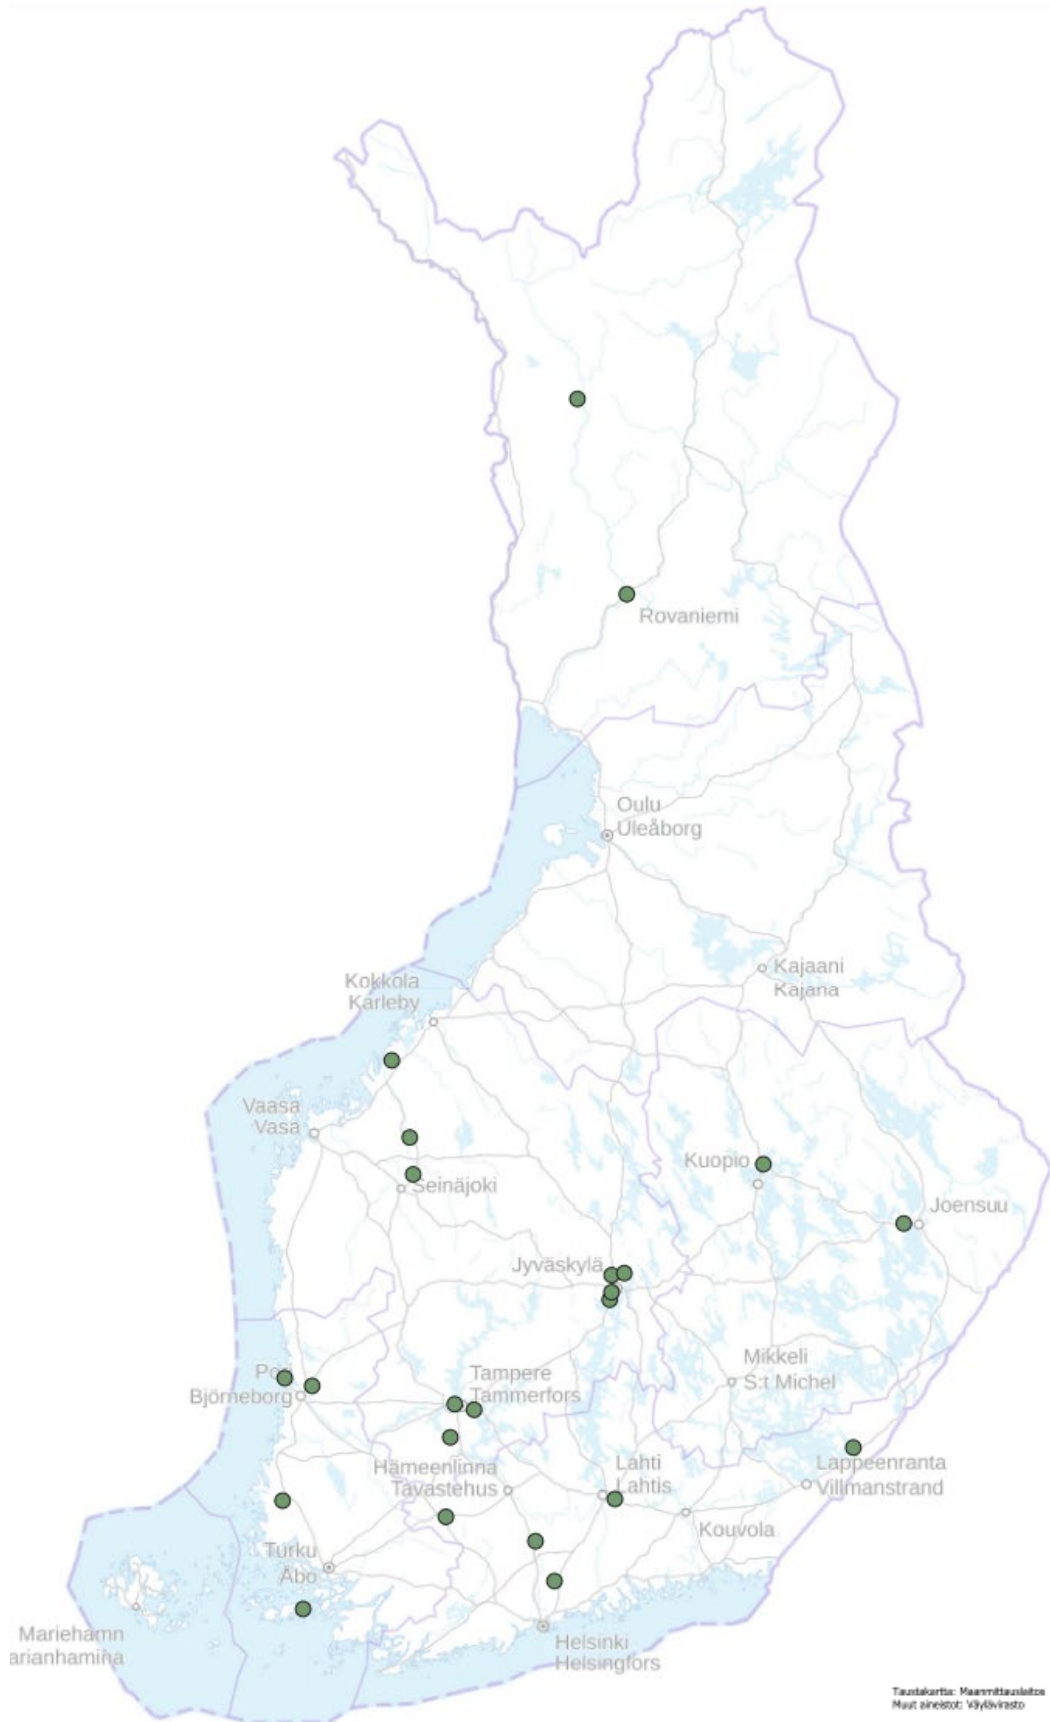 Rovaniemi
Oulu
Uleåborg
Kajaani
Kajana
Kokkola
Karleby
Vaasa
Vasa
Seinäjoki
Kuopio
Joensuu
Jyväskylä
Mikkeli
S:t Michel
Pori
Björneborg
Tampere
Tammerfors
Hämeenlinna
Tavastehus
Lahti
Lahtis
Lappeenranta
Villmanstrand
Kouvola
Turku
Åbo
Mariehamn
arianhamina
Helsinki
Helsingfors
Taustakartta: Maanmittauslaitos
Muut aineistot: Väylävirasto